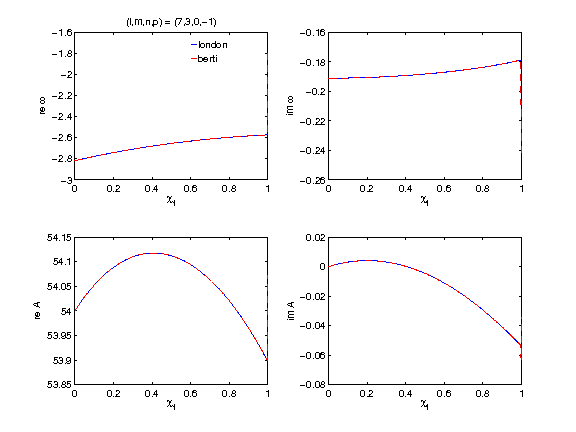 (l,m,n,p) = (7,3,0,-1)
-1.6
-1.8
-2
-2.2
-2.4
-2.6
-2.8
-3
re ω
0 0.2 0.4 0.6 0.8 1
χf
london
berti
-0.16
-0.18
-0.2
-0.22
-0.24
-0.26
im ω
0 0.2 0.4 0.6 0.8 1
χf
54.15
54.1
54.05
54
53.95
53.9
53.85
re A
0 0.2 0.4 0.6 0.8 1
χf
0.02
0
-0.02
-0.04
-0.06
-0.08
im A
0 0.2 0.4 0.6 0.8 1
χf